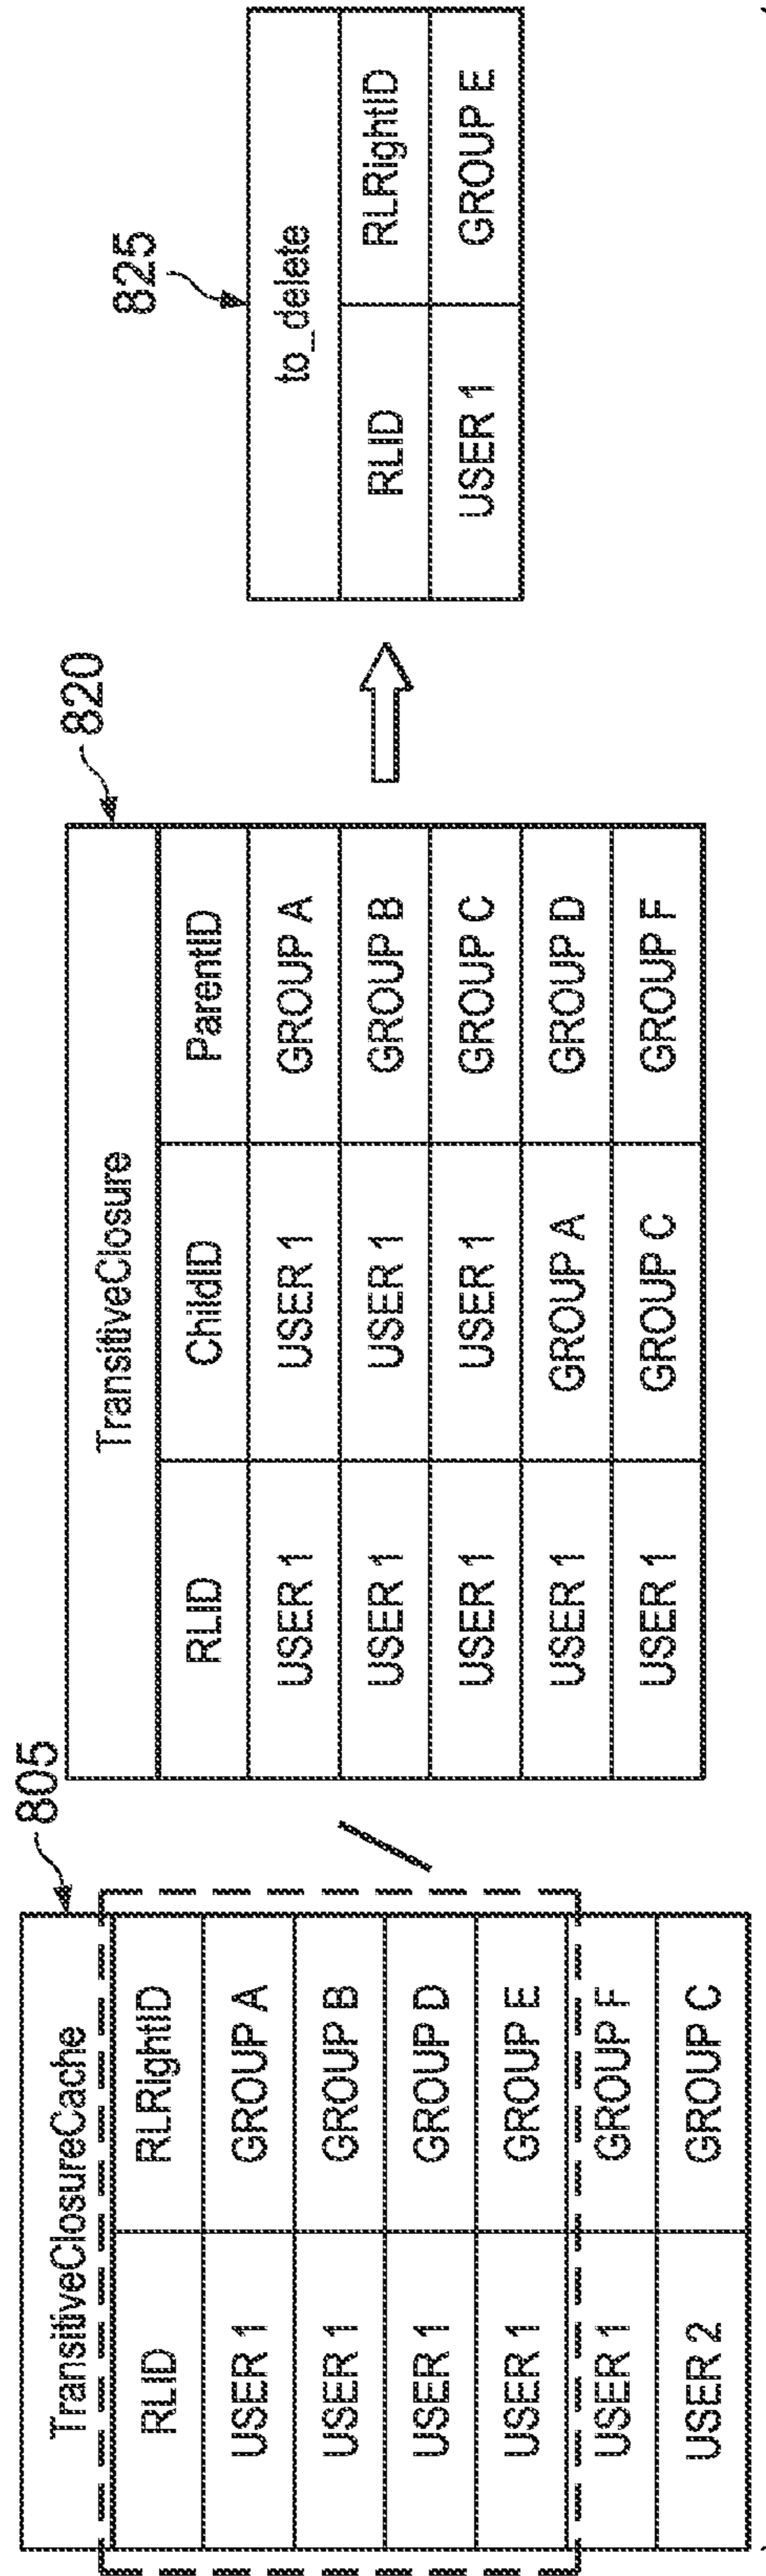 805
TransitiveClosureCache
RLID RLRightID
USER 1 GROUP A
USER 1 GROUP B
USER 1 GROUP D
USER 1 GROUP E
USER 1 GROUP F
USER 2 GROUP C
820
TransitiveClosure
RLID ChildID ParentID
USER 1 USER 1 GROUP A
USER 1 USER 1 GROUP B
USER 1 USER 1 GROUP C
USER 1 GROUP A GROUP D
USER 1 GROUP C GROUP F
825
to_delete
RLID RLRightID
USER 1 GROUP E